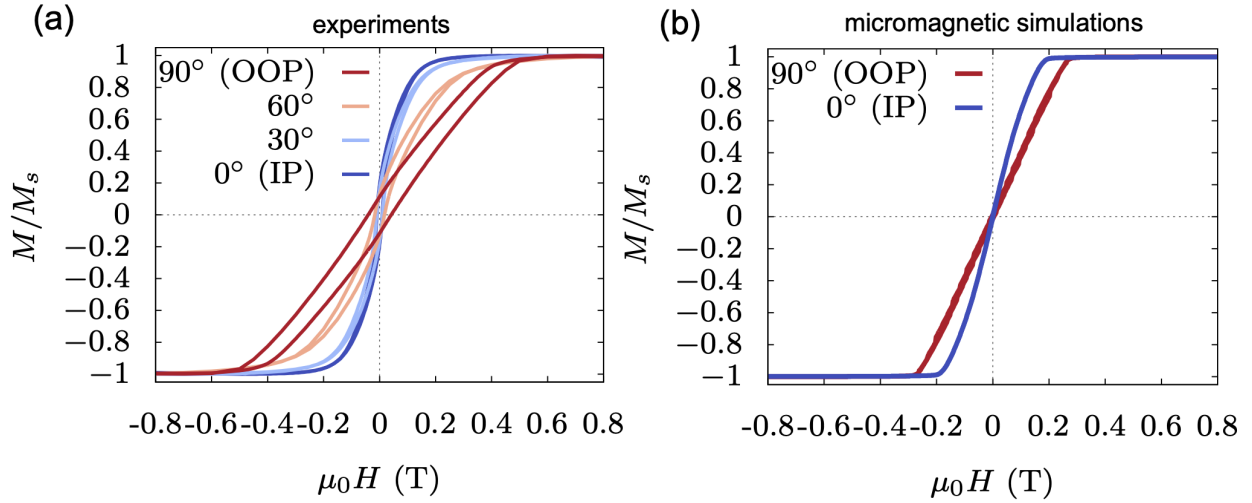 (a)
experiments
1
0.8
0.6
0.4
0.2
0
−0.2
−0.4
−0.6
−0.8
−1
M/Ms
90° (OOP)
60°
30°
0° (IP)
-0.8 -0.6 -0.4 -0.2 0 0.2 0.4 0.6 0.8
μ0H (T)
(b)
micromagnetic simulations
1
0.8
0.6
0.4
0.2
0
−0.2
−0.4
−0.6
−0.8
−1
M/Ms
90° (OOP)
0° (IP)
-0.8 -0.6 -0.4 -0.2 0 0.2 0.4 0.6 0.8
μ0H (T)